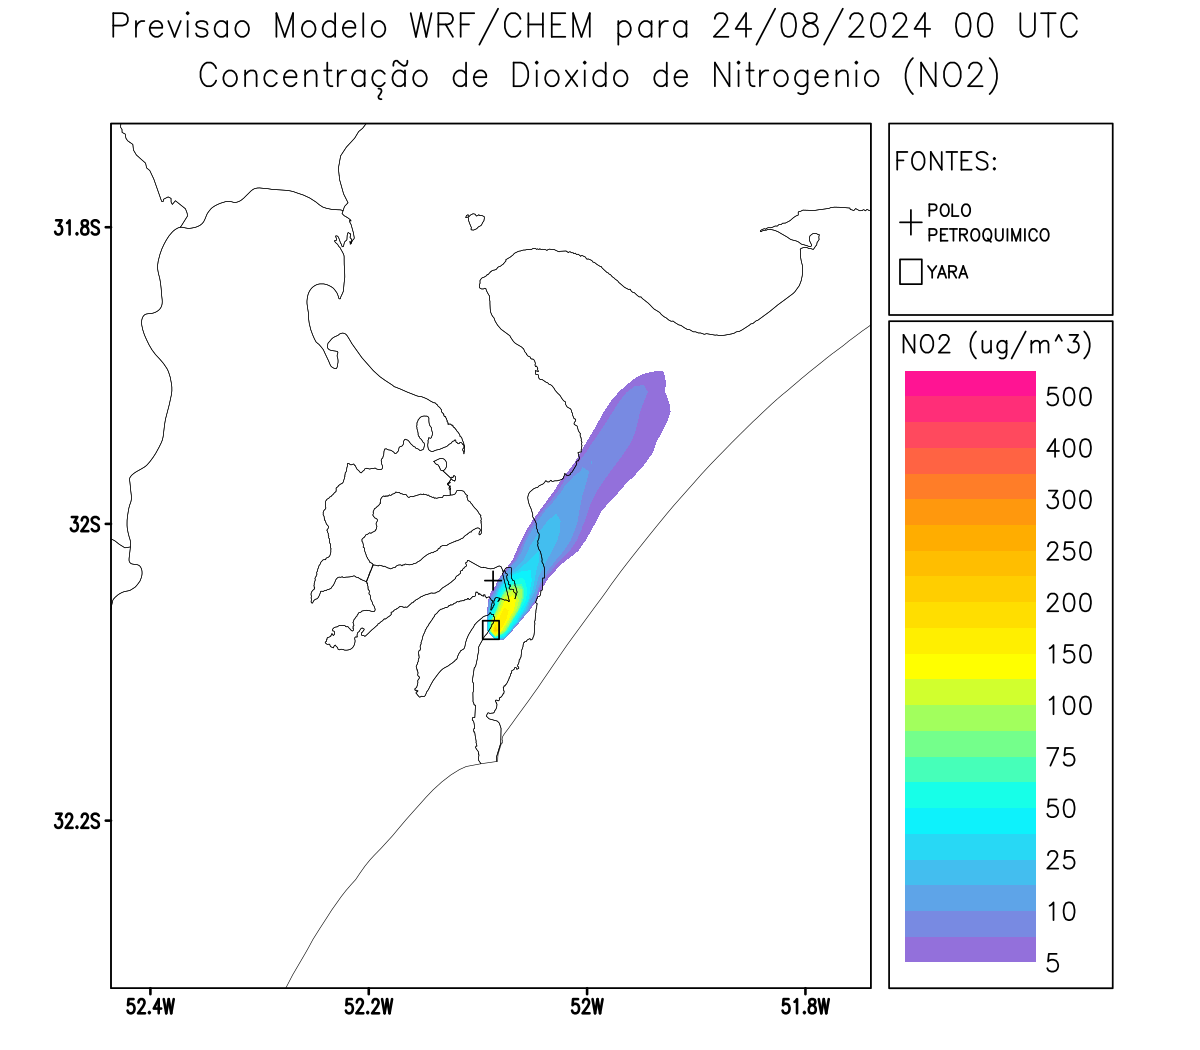 Previsao Modelo WRF/CHEM para 24/08/2024 00 UTC
Concentração de Dioxido de Nitrogenio (NO2)
FONTES:
POLO
PETROQUIMICO
YARA
31.8S
32S
32.2S
52.4W
52.2W
52W
51.8W
NO2 (ug/m^3)
500
400
300
250
200
150
100
75
50
25
10
5